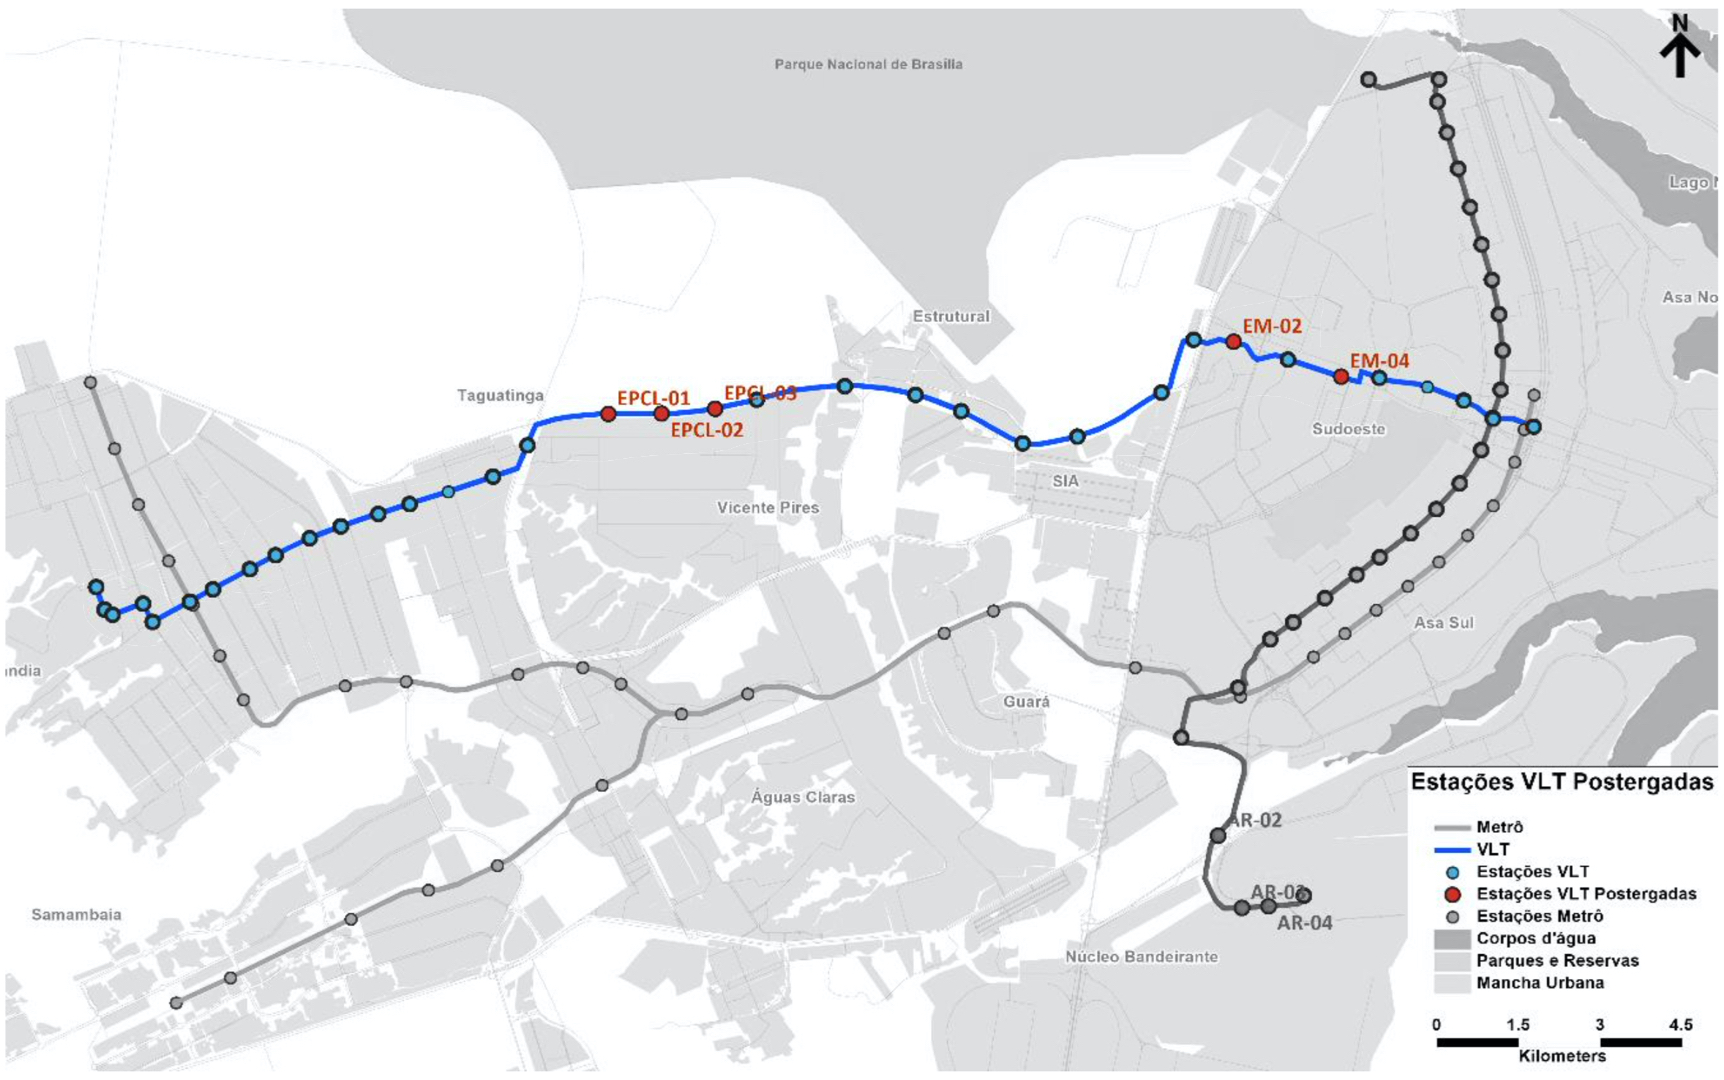 N
Parque Nacional de Brasília
Lago N
Asa No
Estrutural
EM-02
EM-04
Taguatinga
EPCL-01
EPCL-03
EPCL-02
Sudoeste
SIA
Vicente Pires
Asa Sul
ndia
Guará
Águas Claras
AR-02
AR-03
AR-04
Samambaia
Núcleo Bandeirante
Estações VLT Postergadas
Metrô
VLT
Estações VLT
Estações VLT Postergadas
Estações Metrô
Corpos d'água
Parques e Reservas
Mancha Urbana
0 1.5 3 4.5
Kilometers